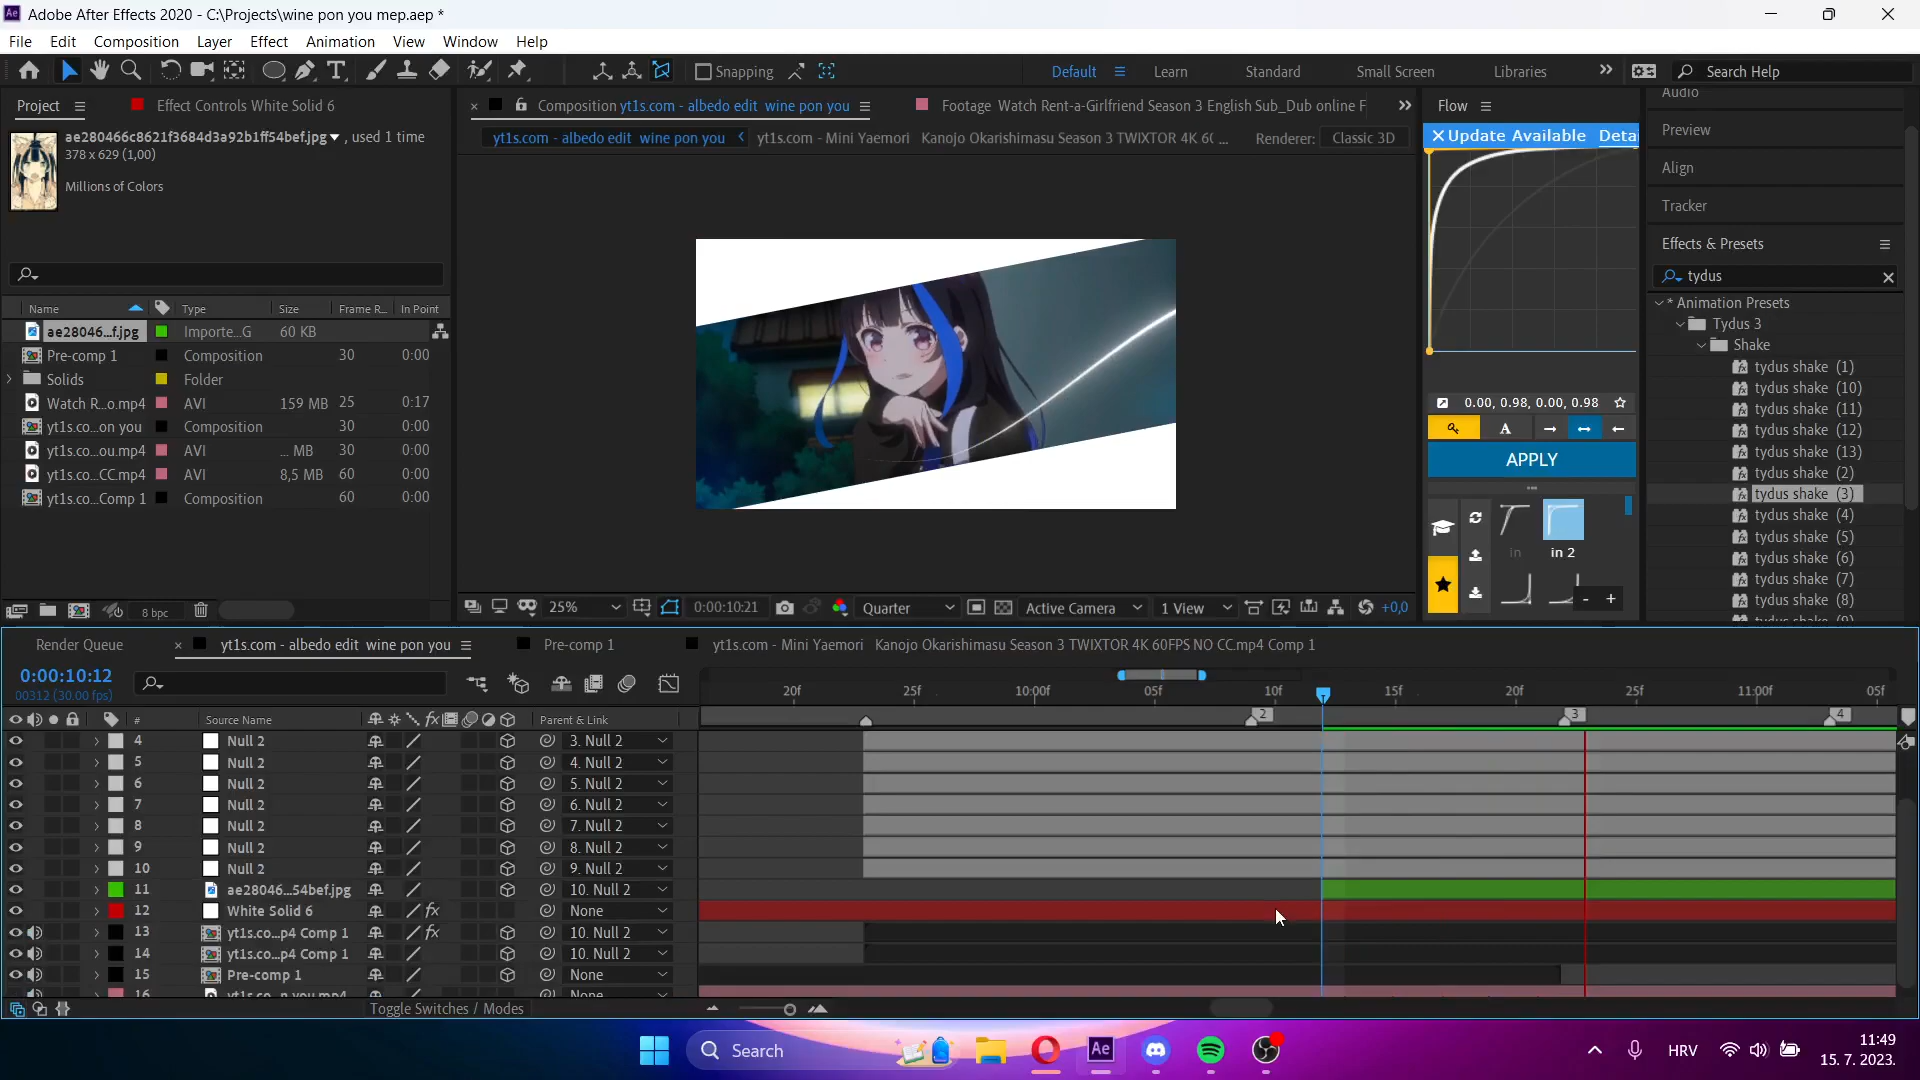 Adobe After Effects 2020 - C:\Projects\wine pon you mep.aep *
File Edit Composition Layer Effect Animation View Window Help
Snapping Default Learn Standard Small Screen Libraries Search Help
Project Effect Controls White Solid 6
Composition yt1s.com - albedo edit wine pon you Footage Watch Rent-a-Girlfriend Season 3 English Sub_Dub online F
yt1s.com - albedo edit wine pon you yt1s.com - Mini Yaemori Kanojo Okarishimasu Season 3 TWIXTOR 4K 6( ... Renderer: Classic 3D
ae280466c8621f3684d3a92b1ff54bef.jpg , used 1 time
378 x 629 (1,00)
Millions of Colors
Name Type Size Frame R... In Point
ae28046...f.jpg Importe...G 60 KB
Pre-comp 1 Composition 30 0:00
Solids Folder
Watch R...o.mp4 AVI 159 MB 25 0:17
yt1s.co...on you Composition 30 0:00
yt1s.co...ou.mp4 AVI ... MB 30 0:00
yt1s.co...CC.mp4 AVI 8,5 MB 60 0:00
yt1s.co...Comp 1 Composition 60 0:00
8 bpc
25% 0:00:10:21 Quarter Active Camera 1 View +0,0
Flow
Update Available Detai
0.00, 0.98, 0.00, 0.98
A
APPLY
in in 2
Audio
Preview
Align
Tracker
Effects & Presets
tydus
* Animation Presets
Tydus 3
Shake
tydus shake (1)
tydus shake (10)
tydus shake (11)
tydus shake (12)
tydus shake (13)
tydus shake (2)
tydus shake (3)
tydus shake (4)
tydus shake (5)
tydus shake (6)
tydus shake (7)
tydus shake (8)
tydus shake (9)
Render Queue yt1s.com - albedo edit wine pon you Pre-comp 1 yt1s.com - Mini Yaemori Kanojo Okarishimasu Season 3 TWIXTOR 4K 60FPS NO CC.mp4 Comp 1
0:00:10:12
00312 (30.00 fps)
20f 25f 10:00f 05f 10f 15f 20f 25f 11:00f 05f
2 3 4
# Source Name fx Parent & Link
4 Null 2 3. Null 2
5 Null 2 4. Null 2
6 Null 2 5. Null 2
7 Null 2 6. Null 2
8 Null 2 7. Null 2
9 Null 2 8. Null 2
10 Null 2 9. Null 2
11 ae28046...54bef.jpg 10. Null 2
12 White Solid 6 fx None
13 yt1s.co...p4 Comp 1 fx 10. Null 2
14 yt1s.co...p4 Comp 1 10. Null 2
15 Pre-comp 1 None
16 yt1s.co...n you.mp4 None
Toggle Switches / Modes
Search Ae HRV 11:49
15. 7. 2023.